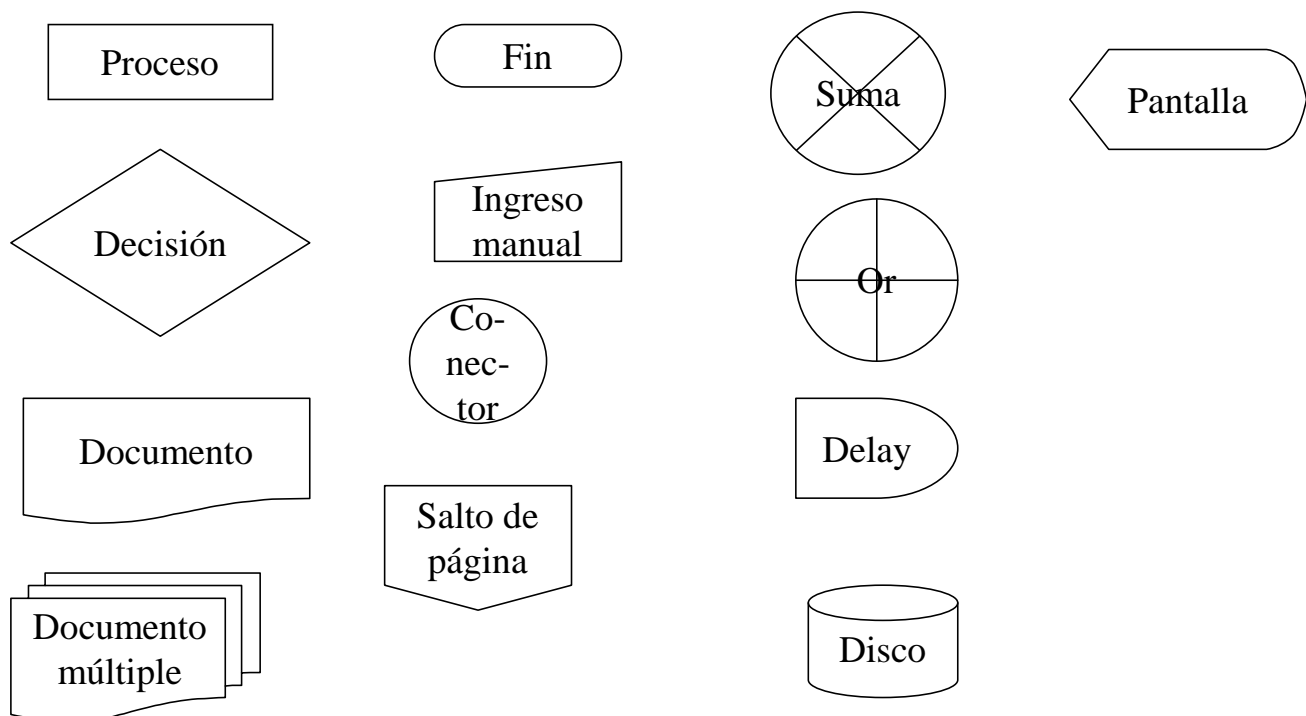 Proceso
Decisión
Documento
Documento
múltiple
Fin
Ingreso
manual
Co-
nec-
tor
Salto de
página
Suma
Or
Delay
Disco
Pantalla